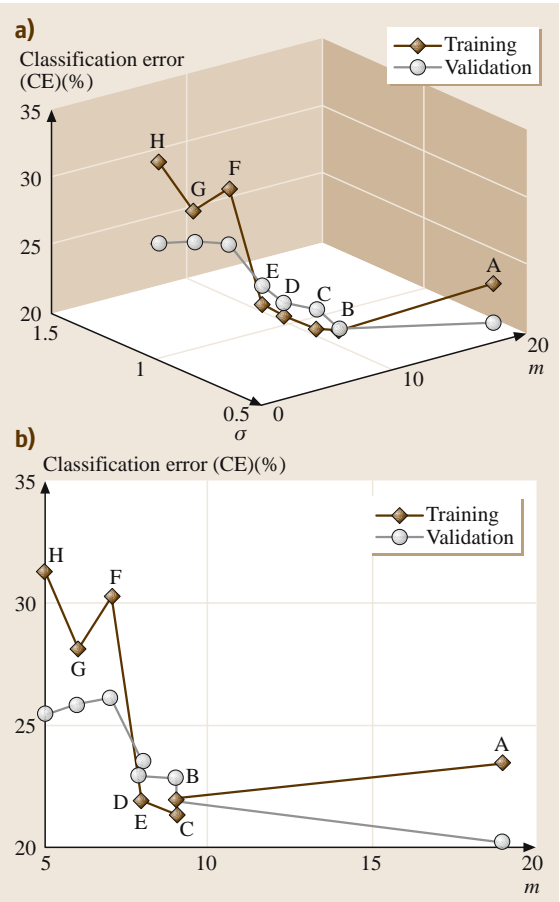 a)
Classification error
(CE)(%)
Training
Validation
35
30
25
20
1.5
1
0.5
σ
0
10
20
m
H
G
F
E
D
C
B
A
b)
Classification error (CE)(%)
Training
Validation
35
30
25
20
5
10
15
20
m
H
G
F
D
E
B
C
A